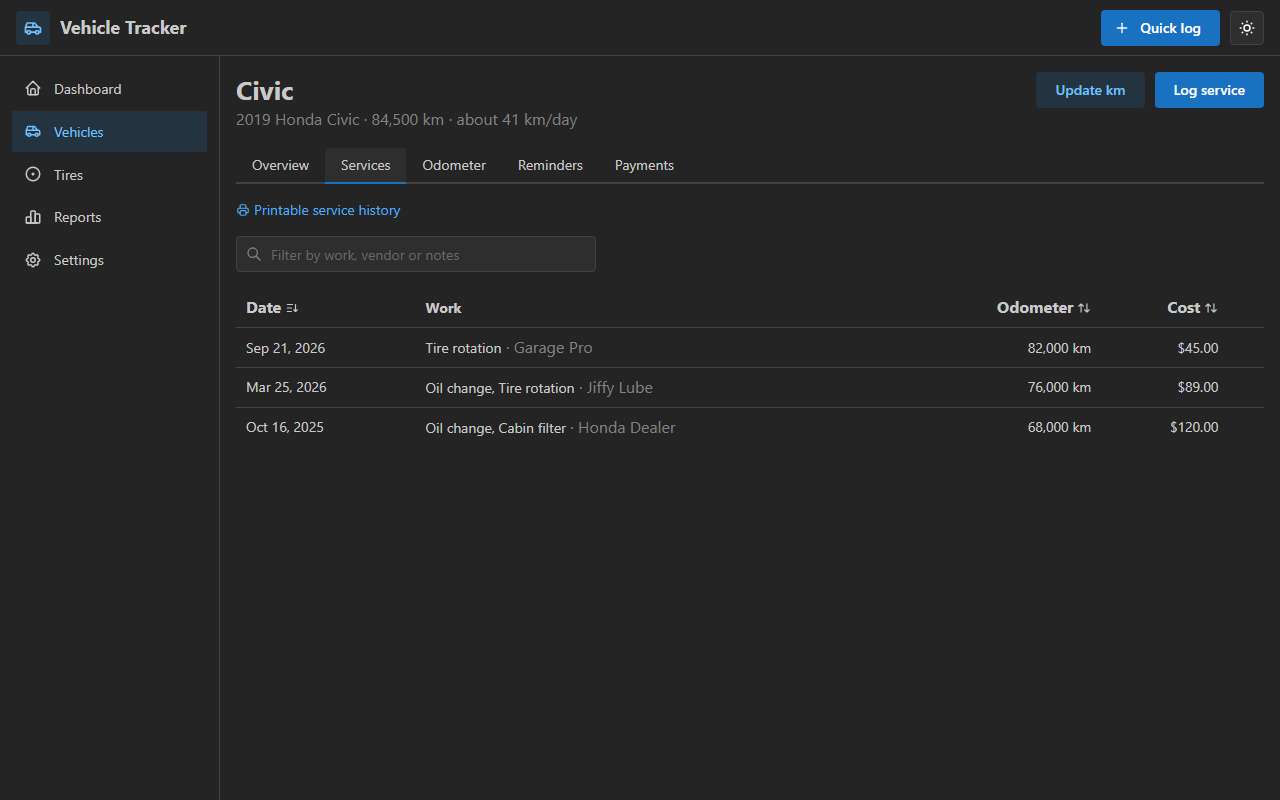 Vehicle Tracker
Quick log
Dashboard
Vehicles
Tires
Reports
Settings
Civic
2019 Honda Civic · 84,500 km · about 41 km/day
Update km
Log service
Overview Services Odometer Reminders Payments
Printable service history
Filter by work, vendor or notes
Date Work Odometer Cost
Sep 21, 2026 Tire rotation · Garage Pro 82,000 km $45.00
Mar 25, 2026 Oil change, Tire rotation · Jiffy Lube 76,000 km $89.00
Oct 16, 2025 Oil change, Cabin filter · Honda Dealer 68,000 km $120.00